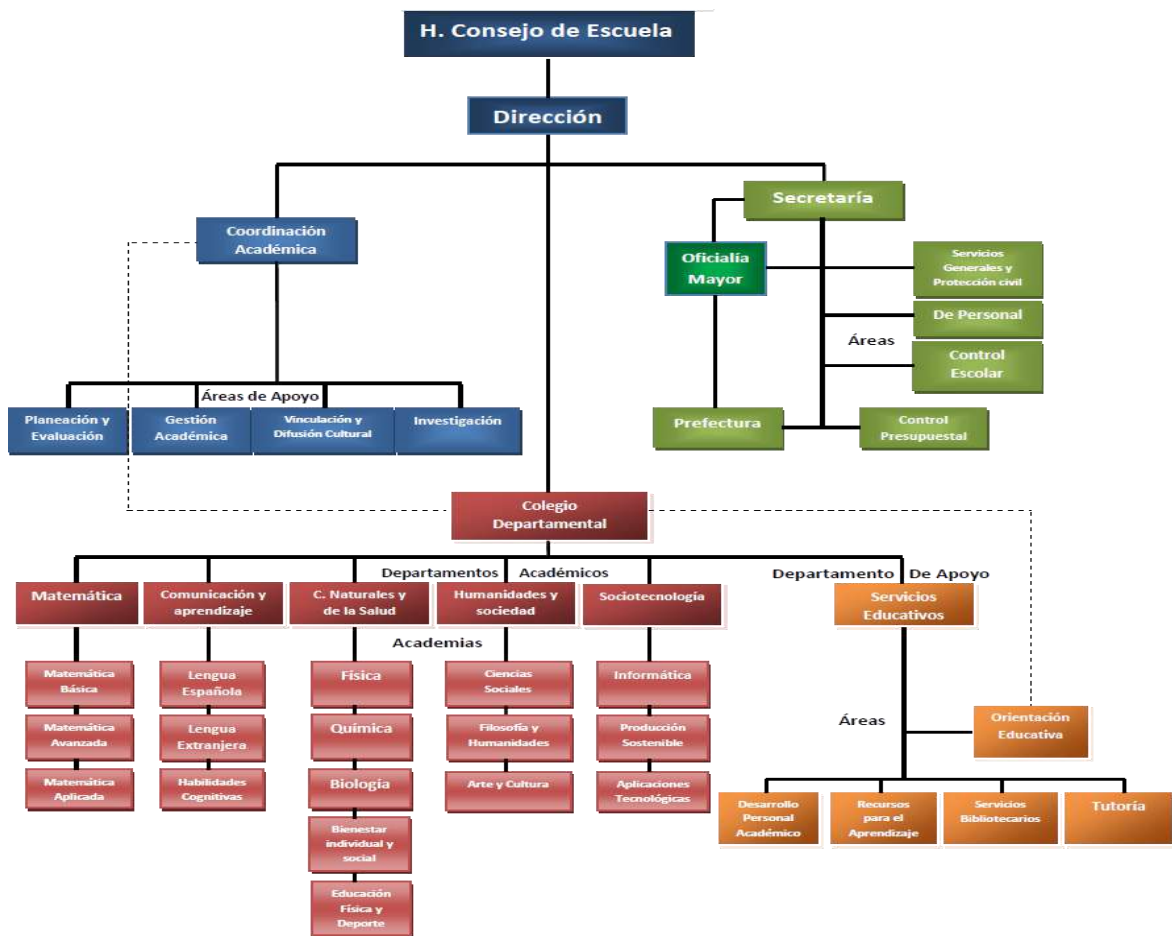 H. Consejo de Escuela
Dirección
Secretaría
Coordinación
Académica
Oficialía
Mayor
Servicios
Generales y
Protección civil
De Personal
Áreas
Control
Escolar
Áreas de Apoyo
Planeación y
Evaluación
Gestión
Académica
Vinculación y
Difusión Cultural
Investigación
Prefectura
Control
Presupuestal
Colegio
Departamental
Departamentos Académicos
Departamento De Apoyo
Matemática
Comunicación y
aprendizaje
C. Naturales y
de la Salud
Humanidades y
sociedad
Sociotecnología
Servicios
Educativos
Academias
Matemática
Básica
Matemática
Avanzada
Matemática
Aplicada
Lengua
Española
Lengua
Extranjera
Habilidades
Cognitivas
Física
Química
Biología
Bienestar
individual y
social
Educación
Física y
Deporte
Ciencias
Sociales
Filosofía y
Humanidades
Arte y Cultura
Informática
Producción
Sostenible
Aplicaciones
Tecnológicas
Áreas
Orientación
Educativa
Desarrollo
Personal
Académico
Recursos
para el
Aprendizaje
Servicios
Bibliotecarios
Tutoría